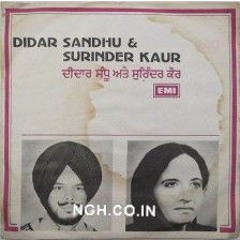 DIDAR SANDHU &
SURINDER KAUR
ਦੀਦਾਰ ਸੰਧੂ ਅਤੇ ਸੁਰਿੰਦਰ ਕੌਰ
EMI
NGH.CO.IN